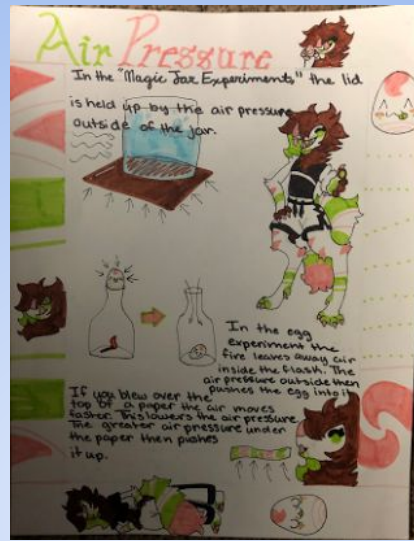 Air Pressure
In the "Magic Jar Experiments" the lid
is held up by the air pressure
outside of the jar.
In the egg
experiment the
fire leaves away air
inside the flask. The
air pressure outside then
pushes the egg into it
If you blew over the
top of a paper the air moves
faster. This lowers the air pressure
The greater air pressure under
the paper then pushes
it up.